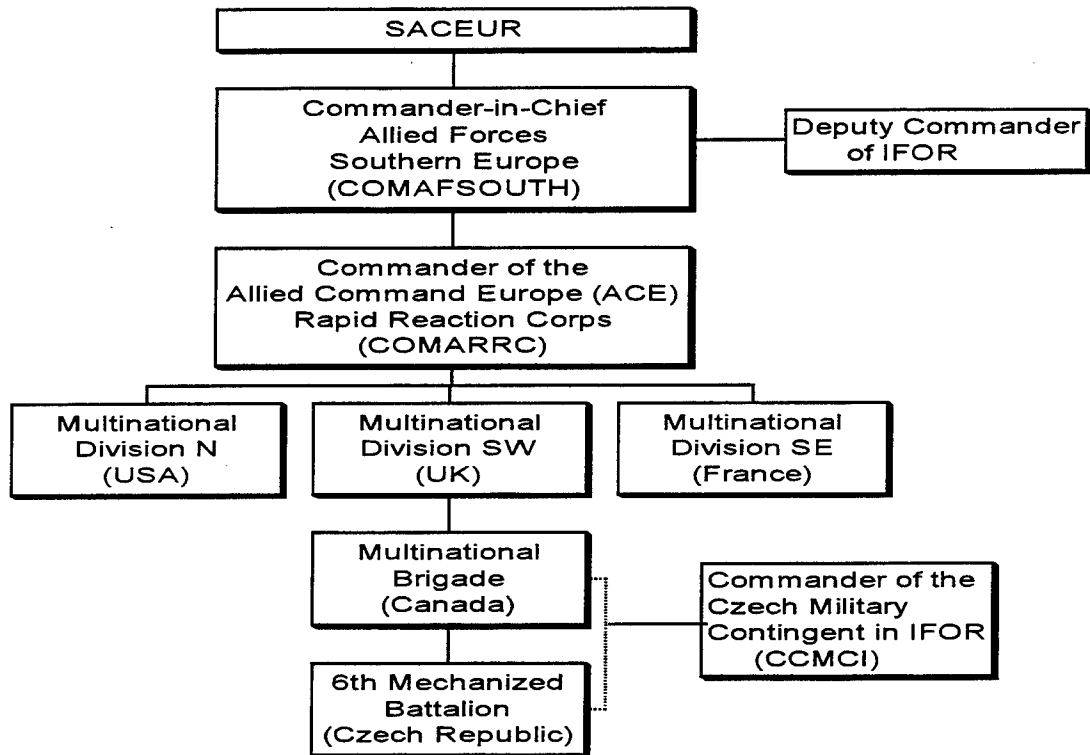 SACEUR
Commander-in-Chief
Allied Forces
Southern Europe
(COMAFSOUTH)
Deputy Commander
of IFOR
Commander of the
Allied Command Europe (ACE)
Rapid Reaction Corps
(COMARRC)
Multinational
Division N
(USA)
Multinational
Division SW
(UK)
Multinational
Division SE
(France)
Multinational
Brigade
(Canada)
Commander of the
Czech Military
Contingent in IFOR
(CCMCI)
6th Mechanized
Battalion
(Czech Republic)